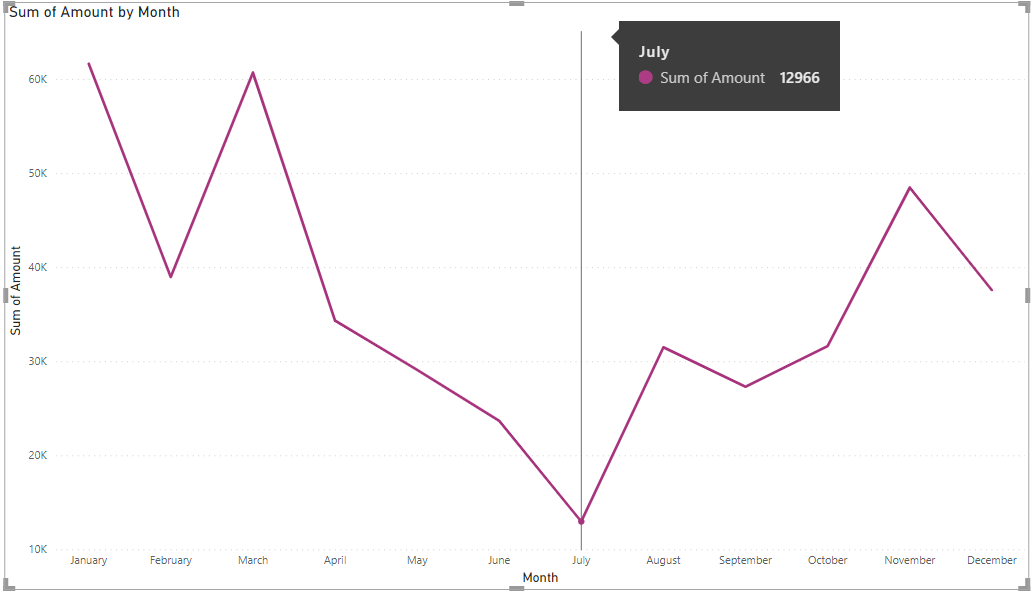 Sum of Amount by Month
July
Sum of Amount 12966
60K
50K
40K
30K
20K
10K
Sum of Amount
January February March April May June July August September October November December
Month